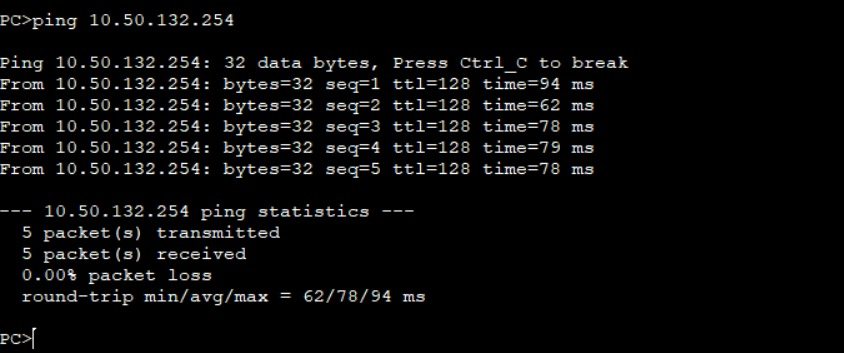 PC>ping 10.50.132.254
Ping 10.50.132.254: 32 data bytes, Press Ctrl_C to break
From 10.50.132.254: bytes=32 seq=1 ttl=128 time=94 ms
From 10.50.132.254: bytes=32 seq=2 ttl=128 time=62 ms
From 10.50.132.254: bytes=32 seq=3 ttl=128 time=78 ms
From 10.50.132.254: bytes=32 seq=4 ttl=128 time=79 ms
From 10.50.132.254: bytes=32 seq=5 ttl=128 time=78 ms
--- 10.50.132.254 ping statistics ---
5 packet(s) transmitted
5 packet(s) received
0.00% packet loss
round-trip min/avg/max = 62/78/94 ms
PC>